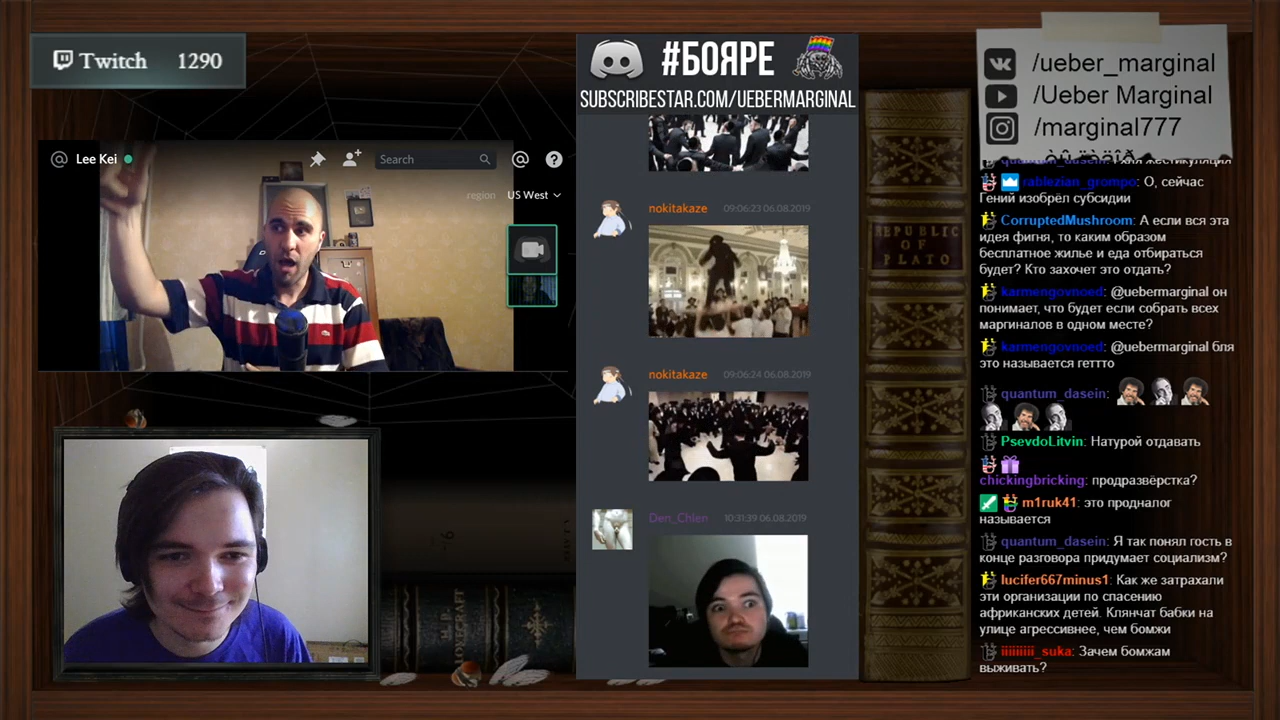 Twitch 1290
#БОЯРЕ
SUBSCRIBESTAR.COM/UEBERMARGINAL
/ueber_marginal
/Ueber Marginal
/marginal777
@ Lee Kei
Search
@ ?
region US West
nokitakaze 09:06:23 06.08.2019
nokitakaze 09:06:24 06.08.2019
Den_Chlen 10:31:39 06.08.2019
REPUBLIC
OF
PLATO
rablezian_grompo: О, сейчас
Гений изобрёл субсидии
CorruptedMushroom: А если вся эта
идея фигня, то каким образом
бесплатное жилье и еда отбираться
будет? Кто захочет это отдать?
karmengovnoed: @uebermarginal он
понимает, что будет если собрать всех
маргиналов в одном месте?
karmengovnoed: @uebermarginal бля
это называется геттто
quantum_dasein:
PsevdoLitvin: Натурой отдавать
chickingbricking: продразвёрстка?
m1ruk41: это продналог
называется
quantum_dasein: Я так понял гость в
конце разговора придумает социализм?
lucifer667minus1: Как же затрахали
эти организации по спасению
африканских детей. Клянчат бабки на
улице агрессивнее, чем бомжи
iiiiiiiii_suka: Зачем бомжам
выживать?